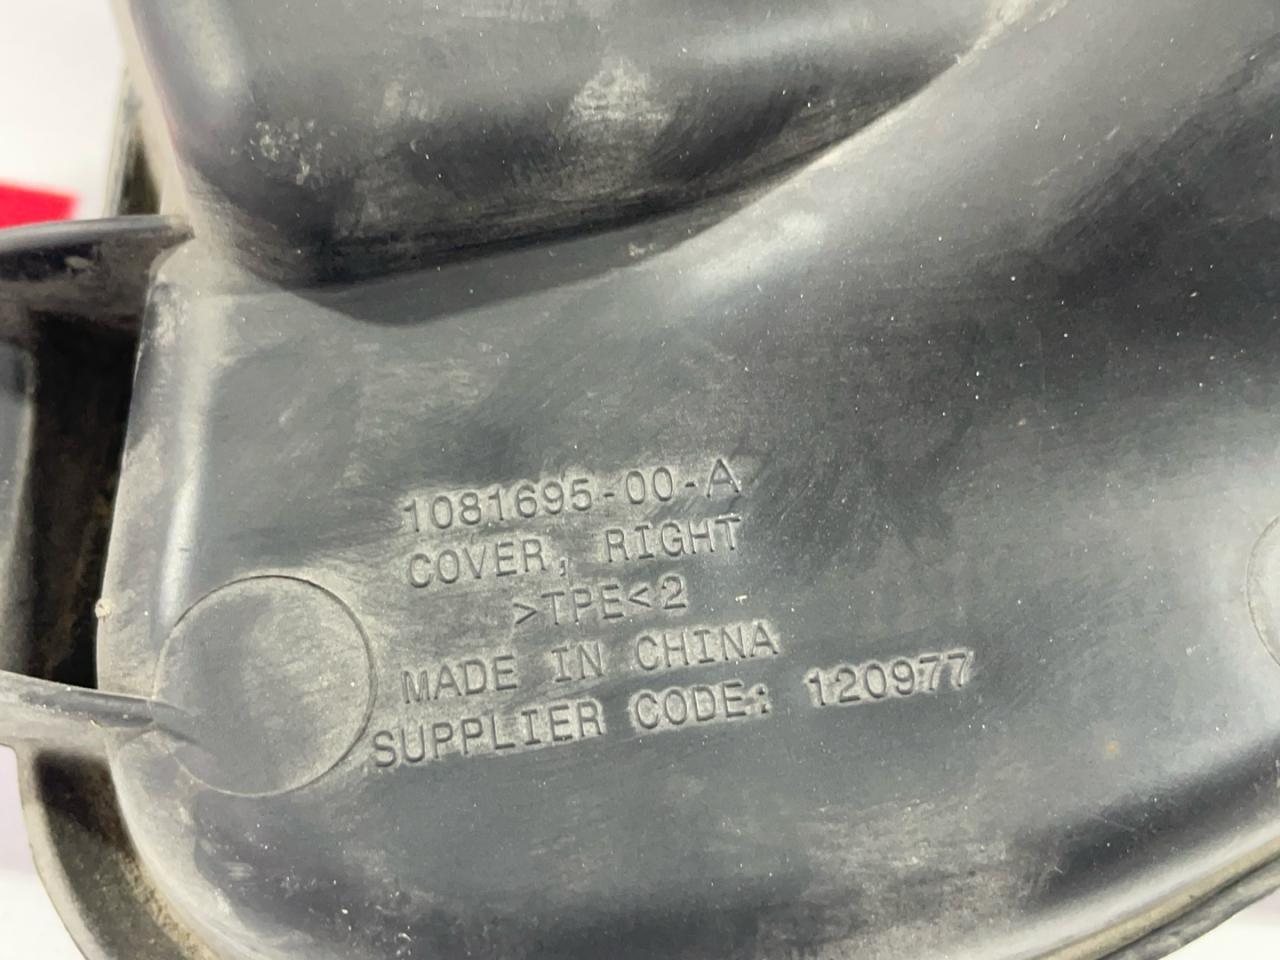 1081695-00-A
COVER, RIGHT
>TPE<2
MADE IN CHINA
SUPPLIER CODE: 120977